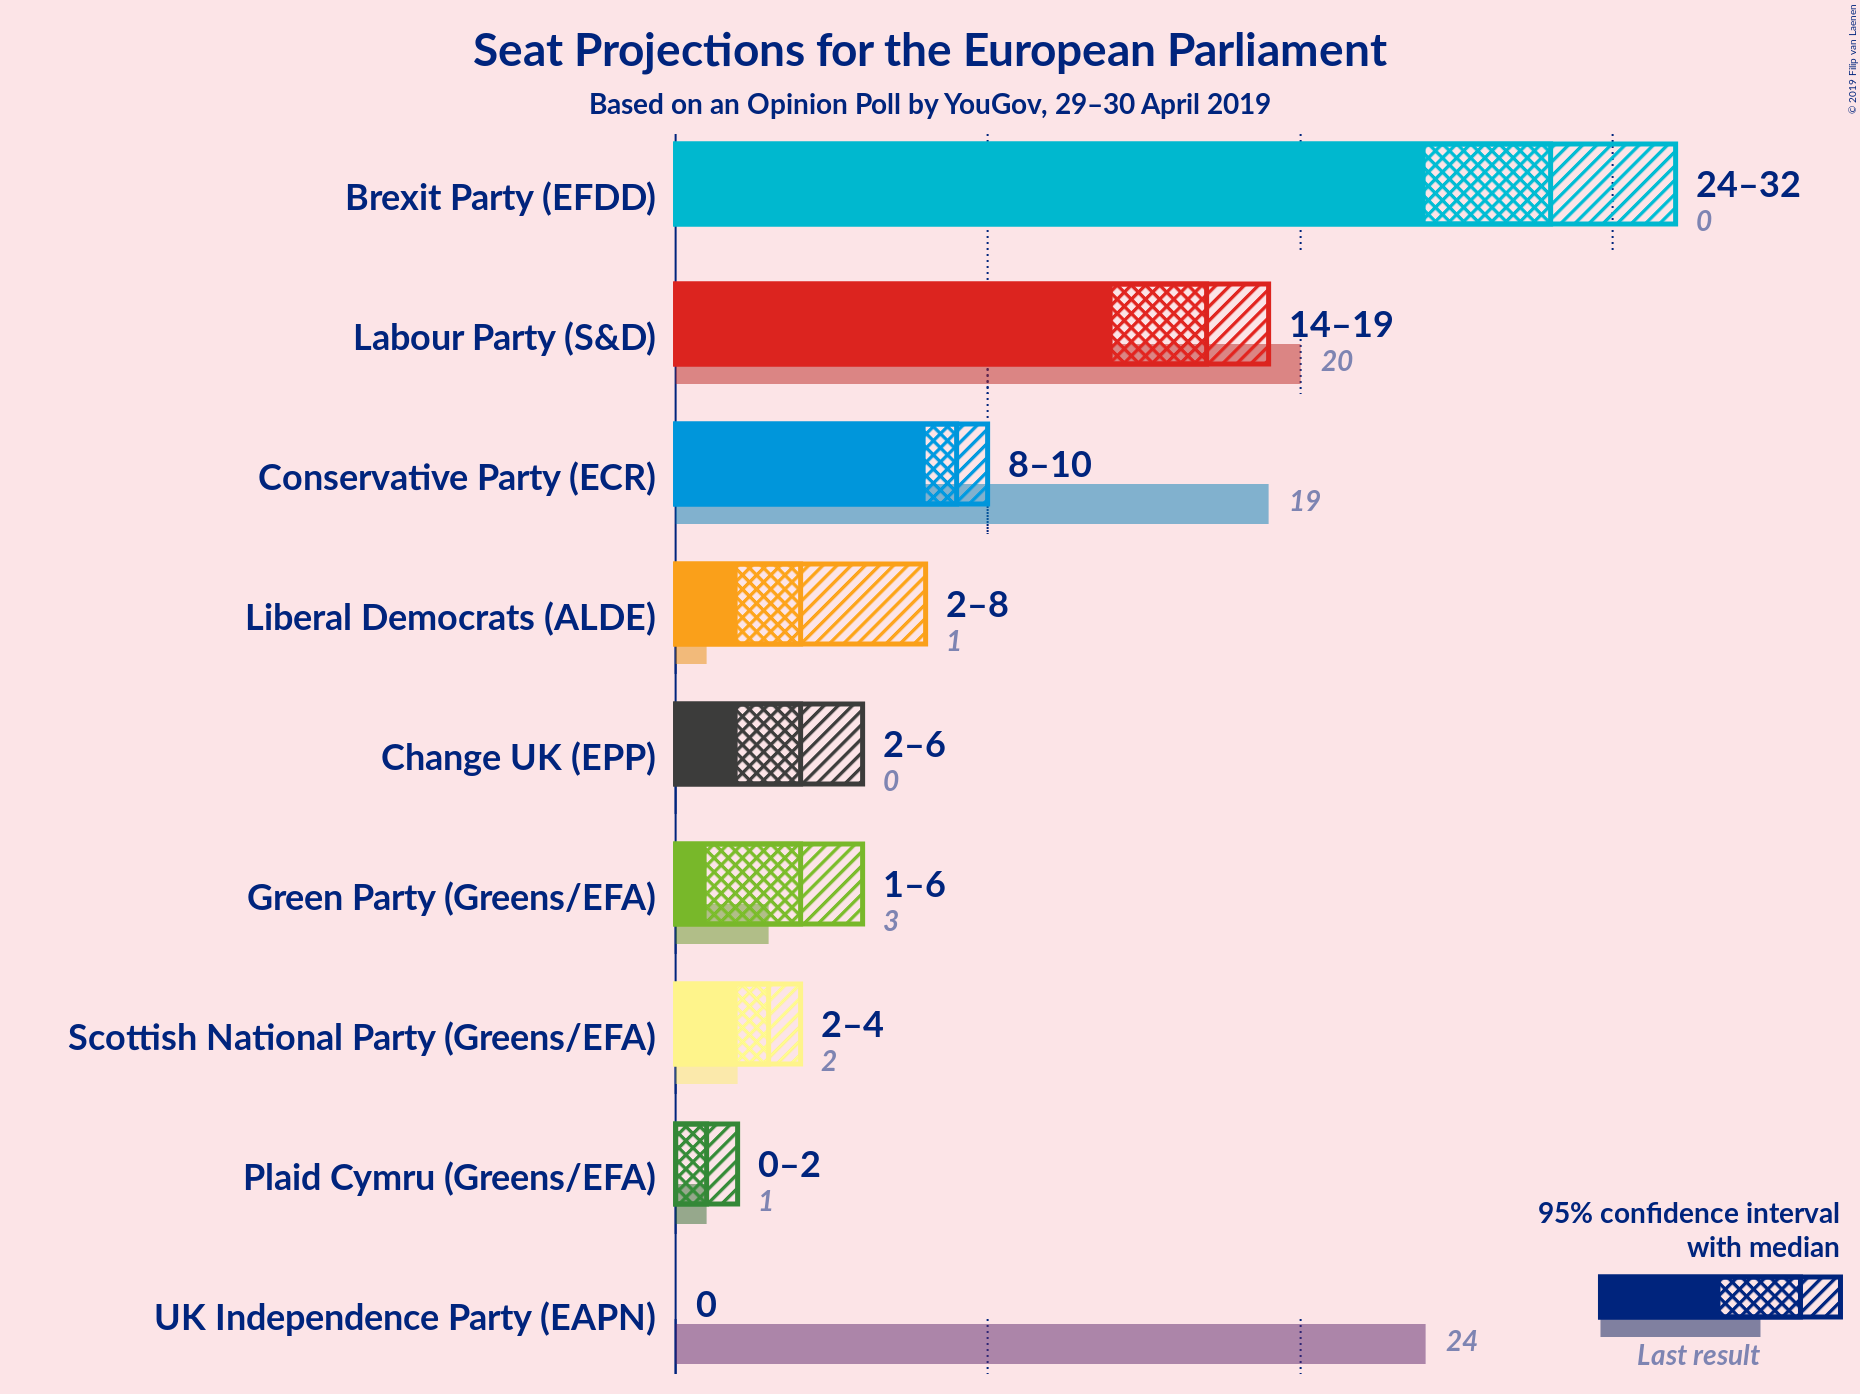 Seat Projections for the European Parliament
Based on an Opinion Poll by YouGov, 29–30 April 2019
© 2019 Filip van Laenen
Brexit Party (EFDD)
24–32
0
Labour Party (S&D)
14–19
20
Conservative Party (ECR)
8–10
19
Liberal Democrats (ALDE)
2–8
1
Change UK (EPP)
2–6
0
Green Party (Greens/EFA)
1–6
3
Scottish National Party (Greens/EFA)
2–4
2
Plaid Cymru (Greens/EFA)
0–2
1
UK Independence Party (EAPN)
0
24
95% confidence interval
with median
Last result